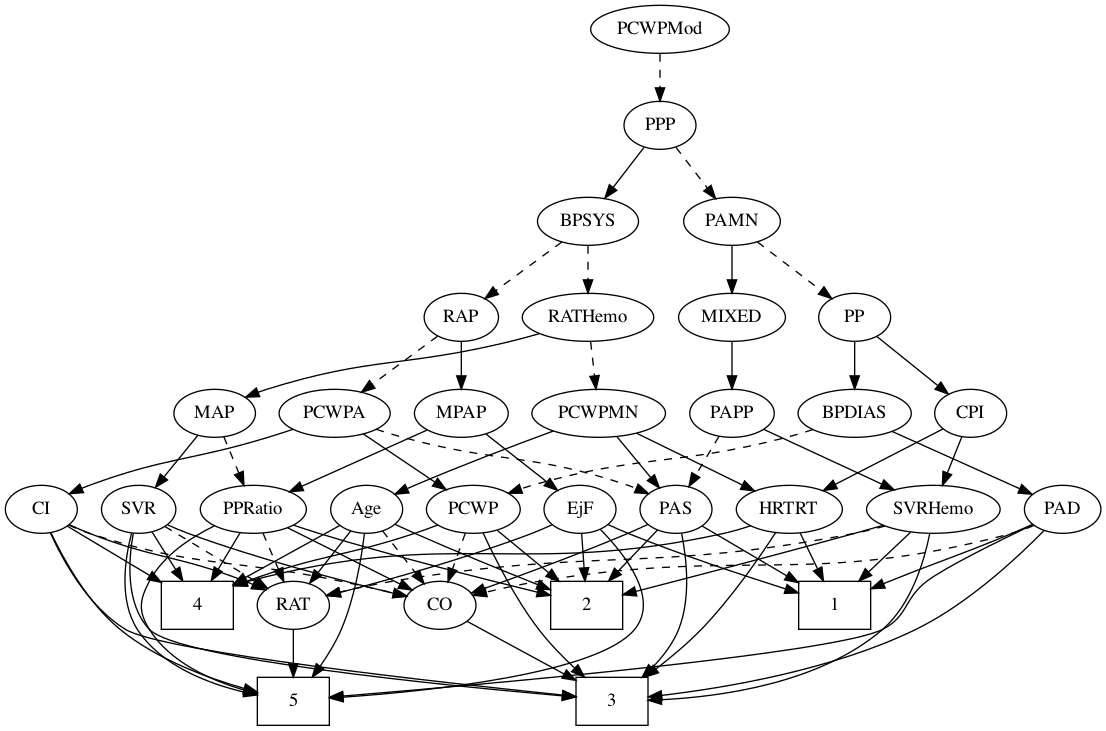 PCWPMod
PPP
BPSYS
PAMN
RAP
RATHemo
MIXED
PP
MAP
PCWPA
MPAP
PCWPMN
PAPP
BPDIAS
CPI
CI
SVR
PPRatio
Age
PCWP
EjF
PAS
HRTRT
SVRHemo
PAD
4
RAT
CO
2
1
5
3